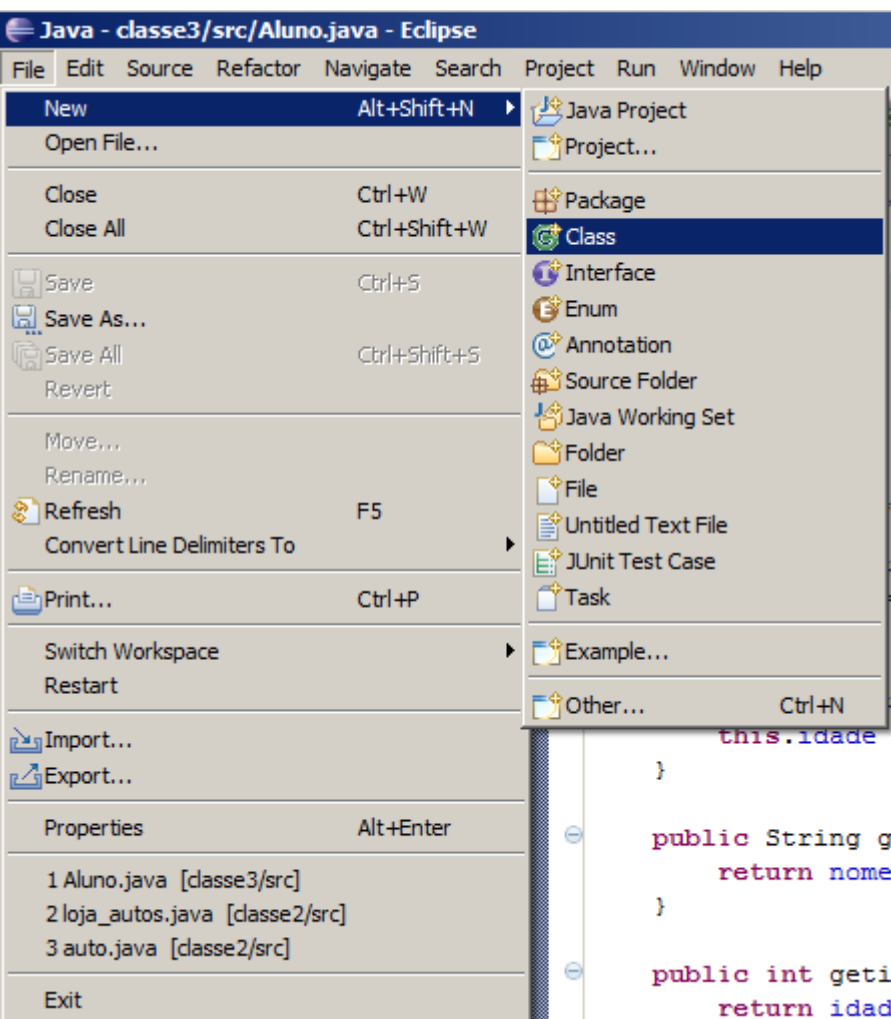 Java - classe3/src/Aluno.java - Eclipse
File Edit Source Refactor Navigate Search Project Run Window Help
New Alt+Shift+N
Open File...
Close Ctrl+W
Close All Ctrl+Shift+W
Save Ctrl+S
Save As...
Save All Ctrl+Shift+S
Revert
Move...
Rename...
Refresh F5
Convert Line Delimiters To
Print... Ctrl+P
Switch Workspace
Restart
Import...
Export...
Properties Alt+Enter
1 Aluno.java [classe3/src]
2 loja_autos.java [classe2/src]
3 auto.java [classe2/src]
Exit
Java Project
Project...
Package
Class
Interface
Enum
Annotation
Source Folder
Java Working Set
Folder
File
Untitled Text File
JUnit Test Case
Task
Example...
Other... Ctrl+N
this.idade
}
public String g
return nome
}
public int geti
return idad